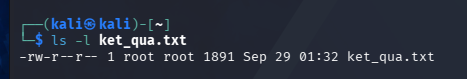 ┌──(kali㉿kali)-[~]
└─$ ls -l ket_qua.txt
-rw-r--r-- 1 root root 1891 Sep 29 01:32 ket_qua.txt